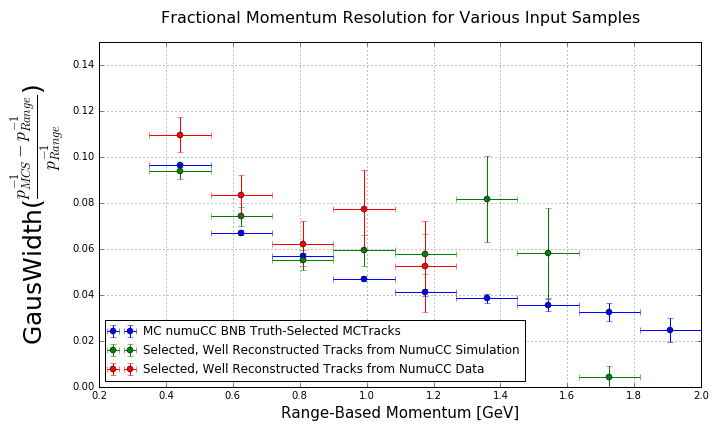 Fractional Momentum Resolution for Various Input Samples
GausWidth($\frac{p_{MCS}^{-1} - p_{Range}^{-1}}{p_{Range}^{-1}}$)
0.14
0.12
0.10
0.08
0.06
0.04
0.02
0.00
MC numuCC BNB Truth-Selected MCTracks
Selected, Well Reconstructed Tracks from NumuCC Simulation
Selected, Well Reconstructed Tracks from NumuCC Data
0.2 0.4 0.6 0.8 1.0 1.2 1.4 1.6 1.8 2.0
Range-Based Momentum [GeV]